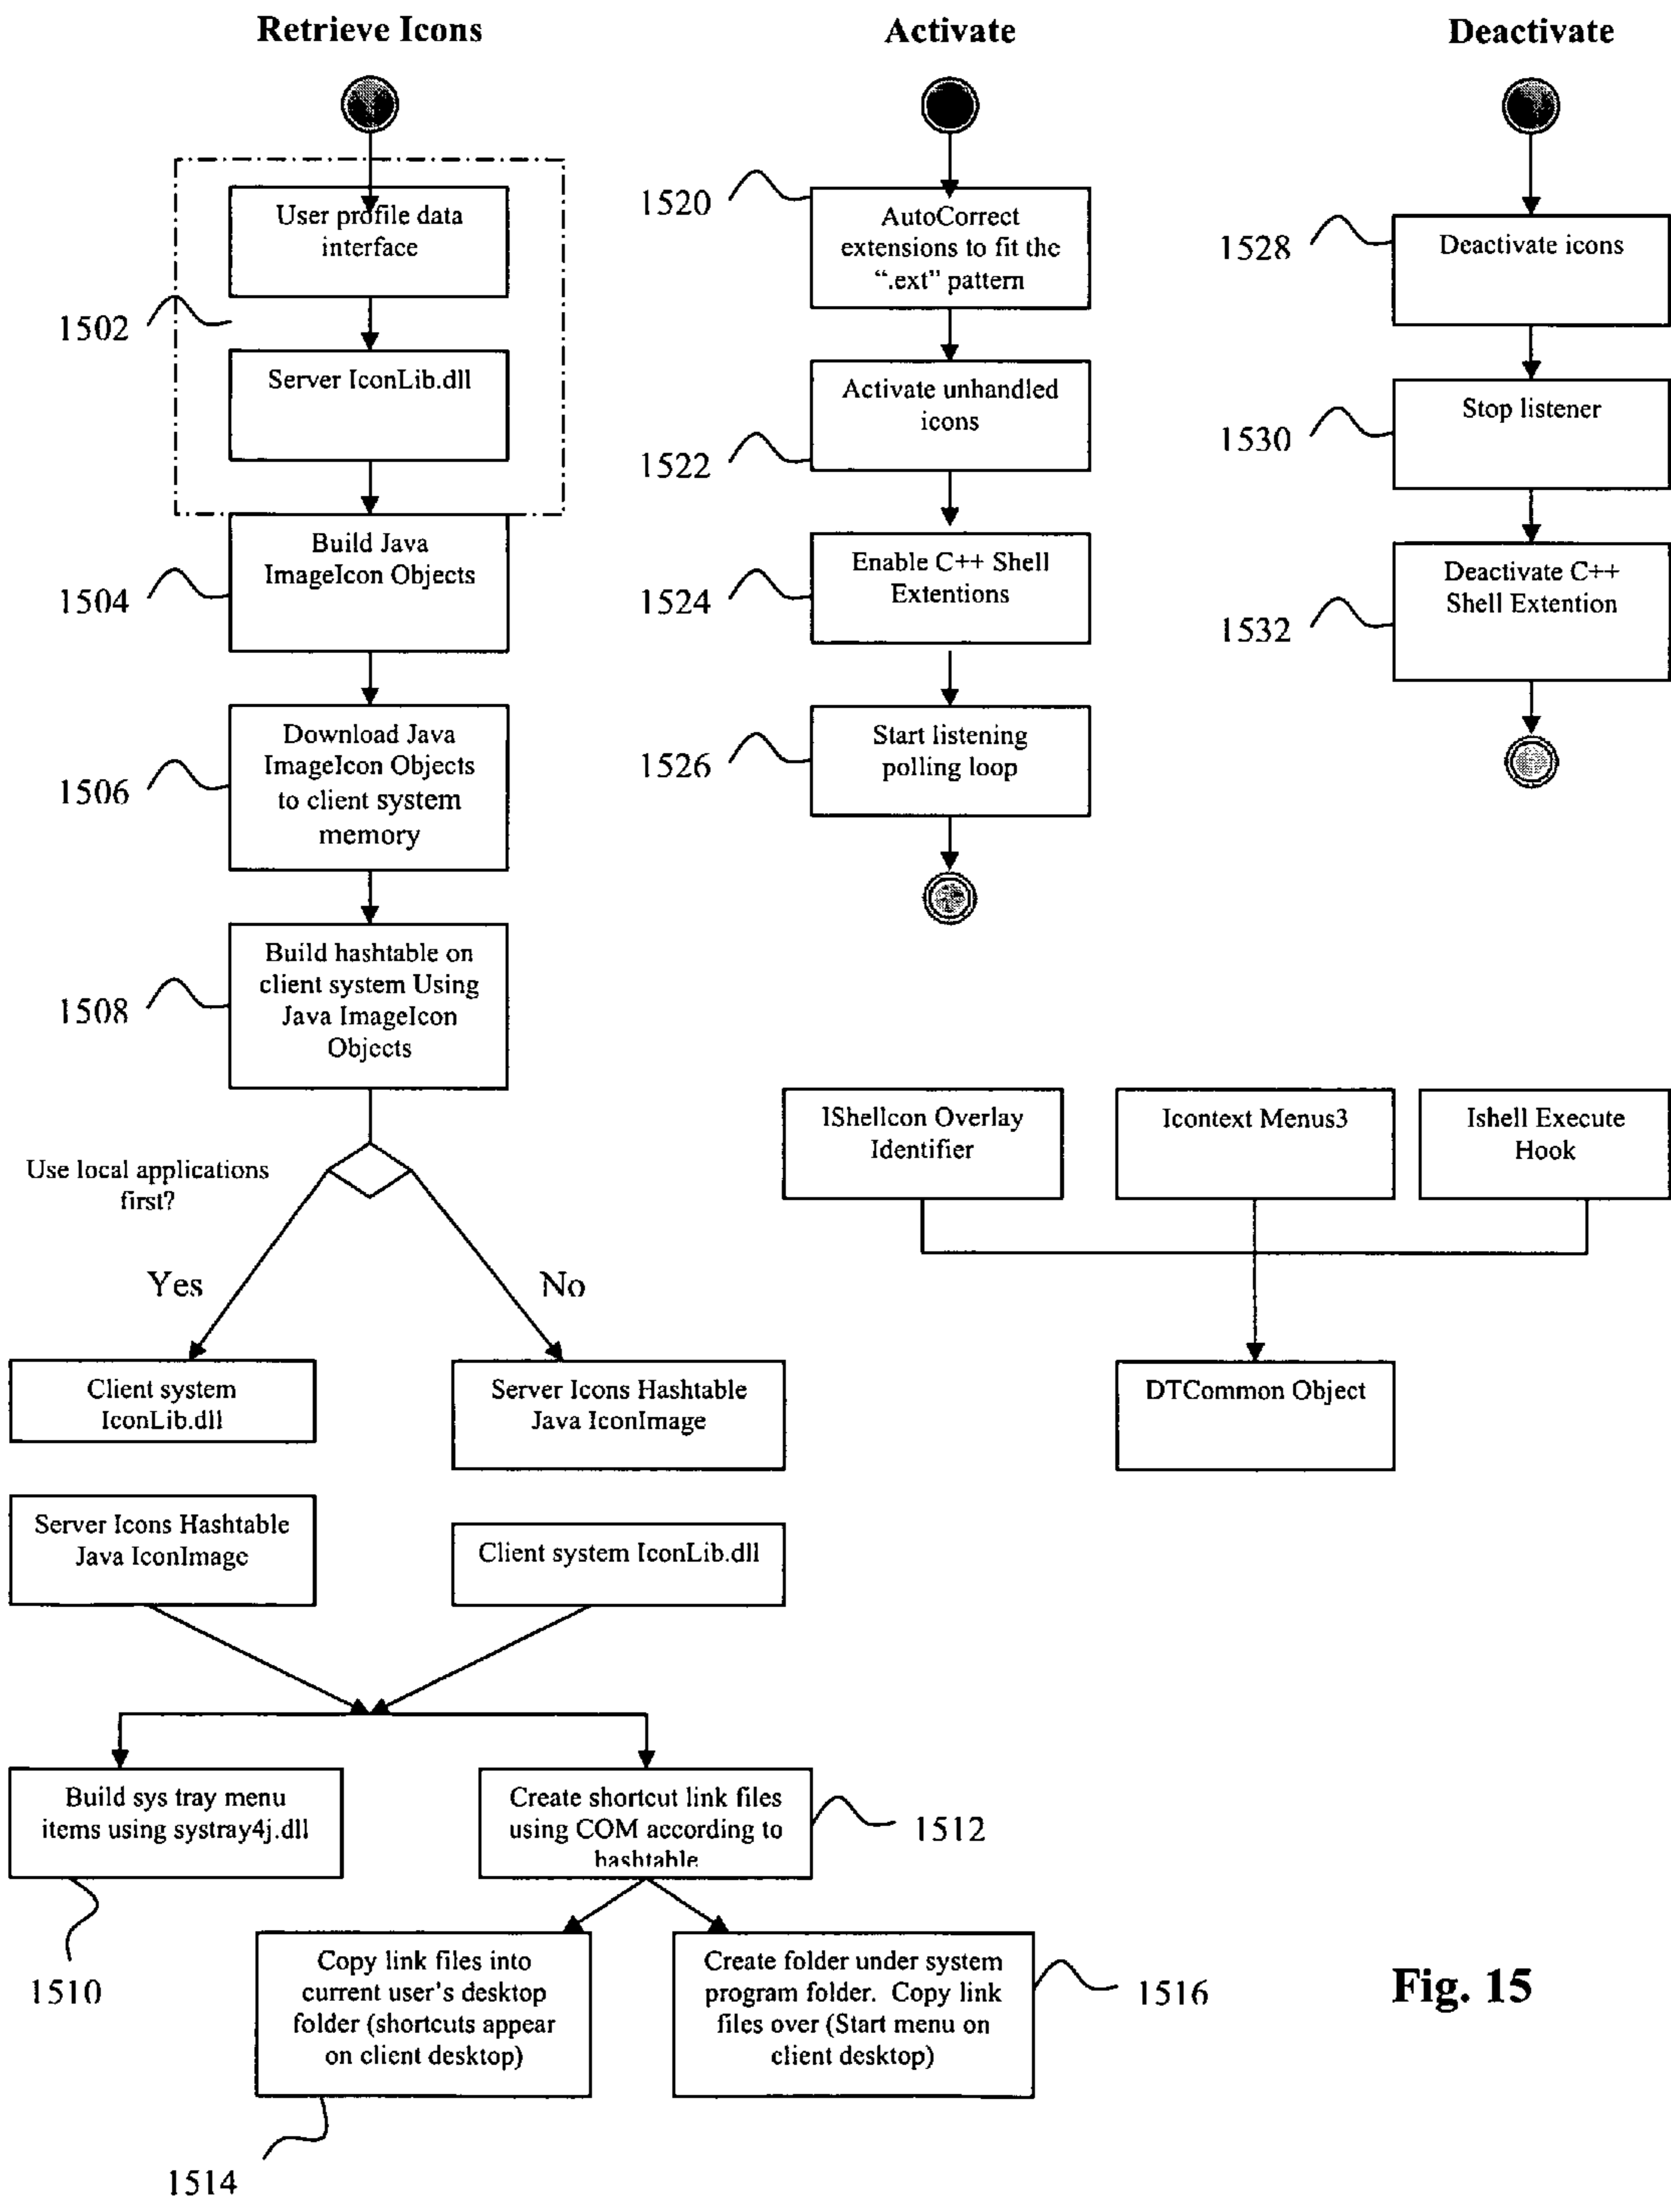 Retrieve Icons
User profile data
interface
1502
Server IconLib.dll
Build Java
ImageIcon Objects
1504
Download Java
ImageIcon Objects
to client system
memory
1506
Build hashtable on
client system Using
Java ImageIcon
Objects
1508
Use local applications
first?
Yes
No
Client system
IconLib.dll
Server Icons Hashtable
Java IconImage
Server Icons Hashtable
Java IconImage
Client system IconLib.dll
Build sys tray menu
items using systray4j.dll
1510
Create shortcut link files
using COM according to
hashtable
1512
Copy link files into
current user's desktop
folder (shortcuts appear
on client desktop)
1514
Create folder under system
program folder. Copy link
files over (Start menu on
client desktop)
1516
Activate
1520
AutoCorrect
extensions to fit the
“.ext” pattern
Activate unhandled
icons
1522
Enable C++ Shell
Extentions
1524
Start listening
polling loop
1526
Deactivate
1528
Deactivate icons
1530
Stop listener
Deactivate C++
Shell Extention
1532
IShellcon Overlay
Identifier
Icontext Menus3
Ishell Execute
Hook
DTCommon Object
Fig. 15